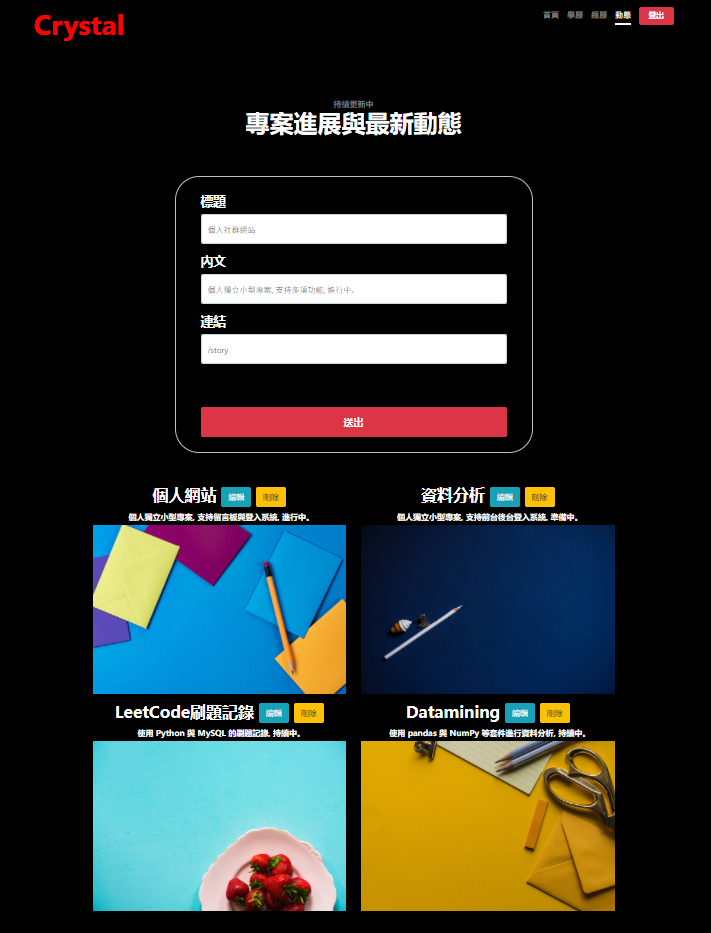 Crystal
首頁 學歷 經歷 動態 登出
持續更新中
專案進展與最新動態
標題
個人社群網站
內文
個人獨立小型專案, 支持多項功能, 進行中。
連結
/story
送出
個人網站 編輯 刪除
個人獨立小型專案, 支持留言板與登入系統, 進行中。
資料分析 編輯 刪除
個人獨立小型專案, 支持前台後台登入系統, 準備中。
LeetCode刷題記錄 編輯 刪除
使用 Python 與 MySQL 的刷題記錄, 持續中。
Datamining 編輯 刪除
使用 pandas 與 NumPy 等套件進行資料分析, 持續中。